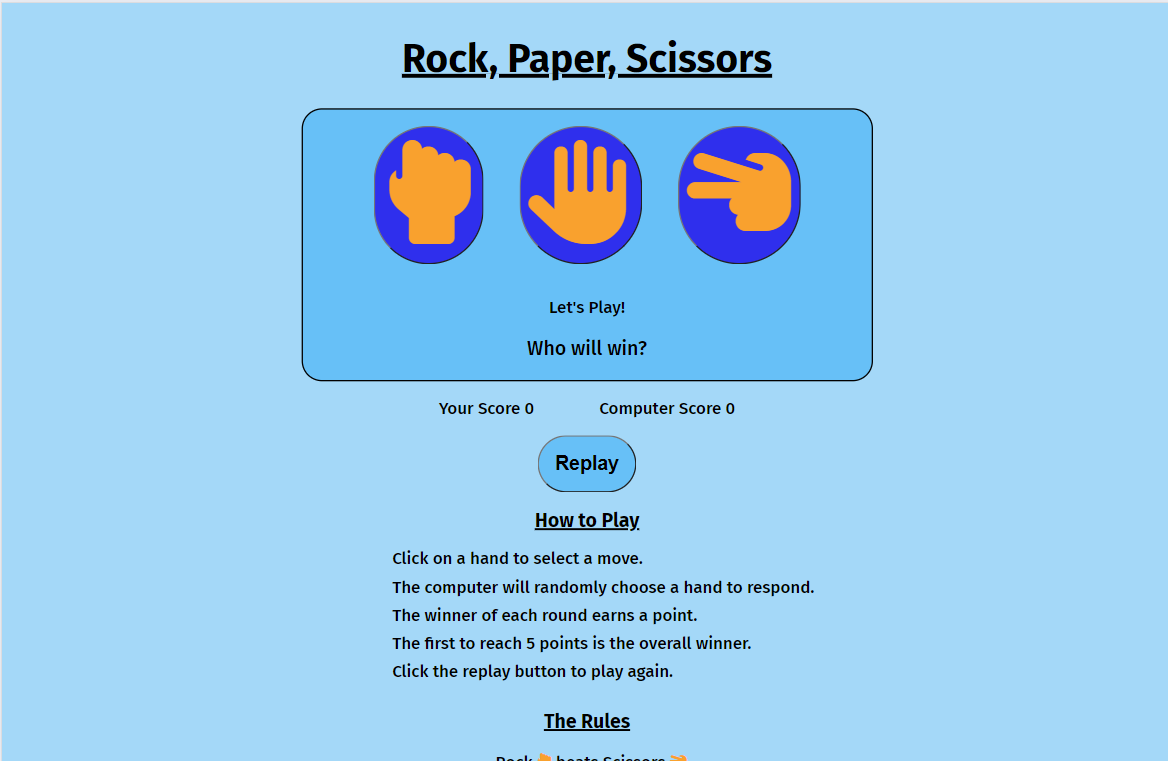 Rock, Paper, Scissors
Let's Play!
Who will win?
Your Score 0 Computer Score 0
Replay
How to Play
Click on a hand to select a move.
The computer will randomly choose a hand to respond.
The winner of each round earns a point.
The first to reach 5 points is the overall winner.
Click the replay button to play again.
The Rules
Rock beats Scissors